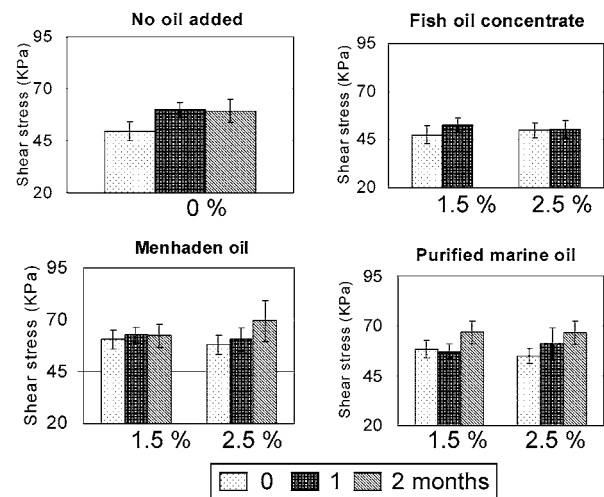 No oil added
Shear stress (KPa)
95
70
45
20
0 %
Fish oil concentrate
Shear stress (KPa)
95
70
45
20
1.5 % 2.5 %
Menhaden oil
Shear stress (KPa)
95
70
45
20
1.5 % 2.5 %
Purified marine oil
Shear stress (KPa)
95
70
45
20
1.5 % 2.5 %
0 1 2 months